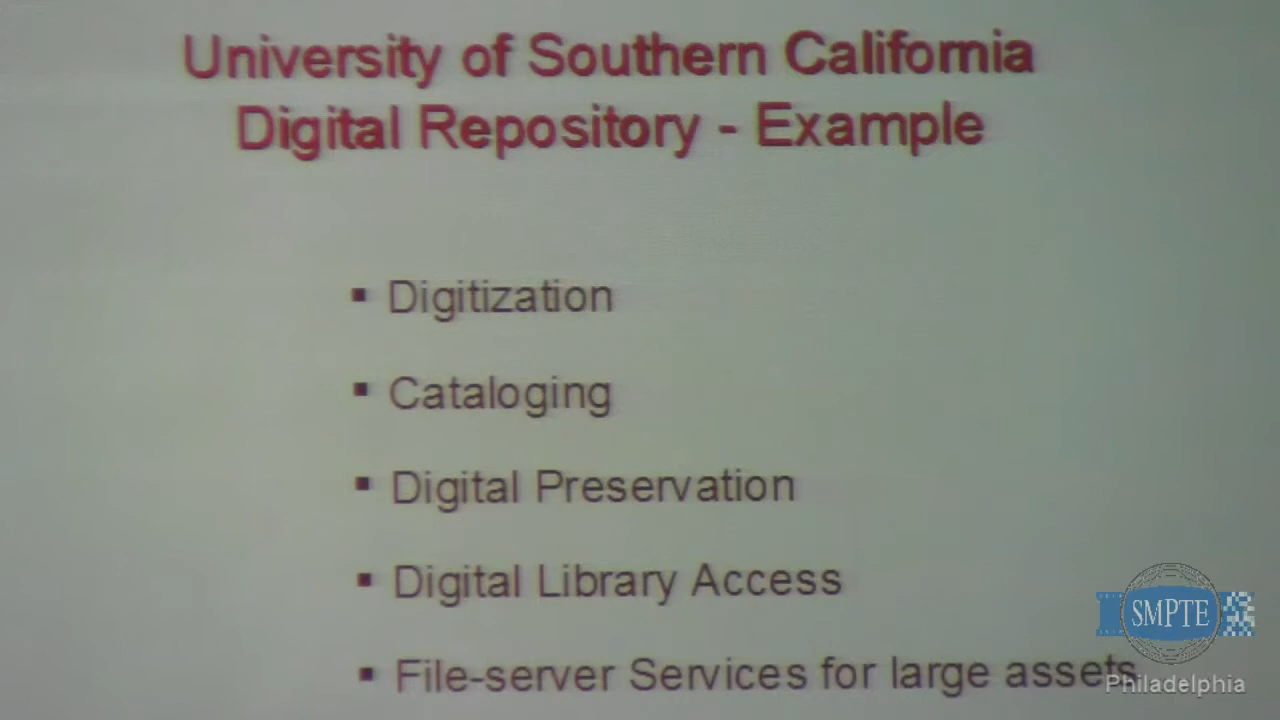 University of Southern California
Digital Repository - Example
▪ Digitization
▪ Cataloging
▪ Digital Preservation
▪ Digital Library Access
▪ File-server Services for large assets
SMPTE
Philadelphia